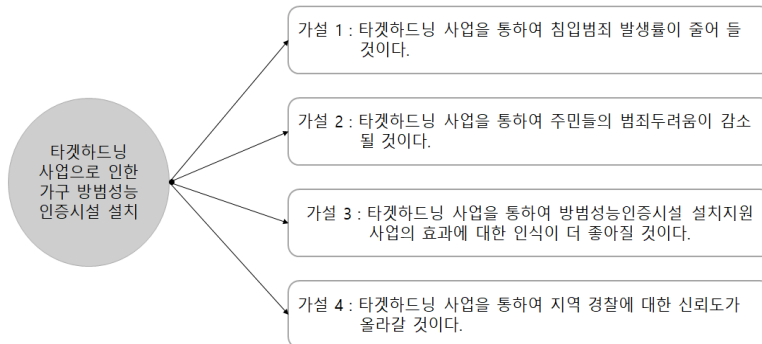 타겟하드닝
사업으로 인한
가구 방범성능
인증시설 설치
가설 1 : 타겟하드닝 사업을 통하여 침입범죄 발생률이 줄어 들
것이다.
가설 2 : 타겟하드닝 사업을 통하여 주민들의 범죄두려움이 감소
될 것이다.
가설 3 : 타겟하드닝 사업을 통하여 방범성능인증시설 설치지원
사업의 효과에 대한 인식이 더 좋아질 것이다.
가설 4 : 타겟하드닝 사업을 통하여 지역 경찰에 대한 신뢰도가
올라갈 것이다.